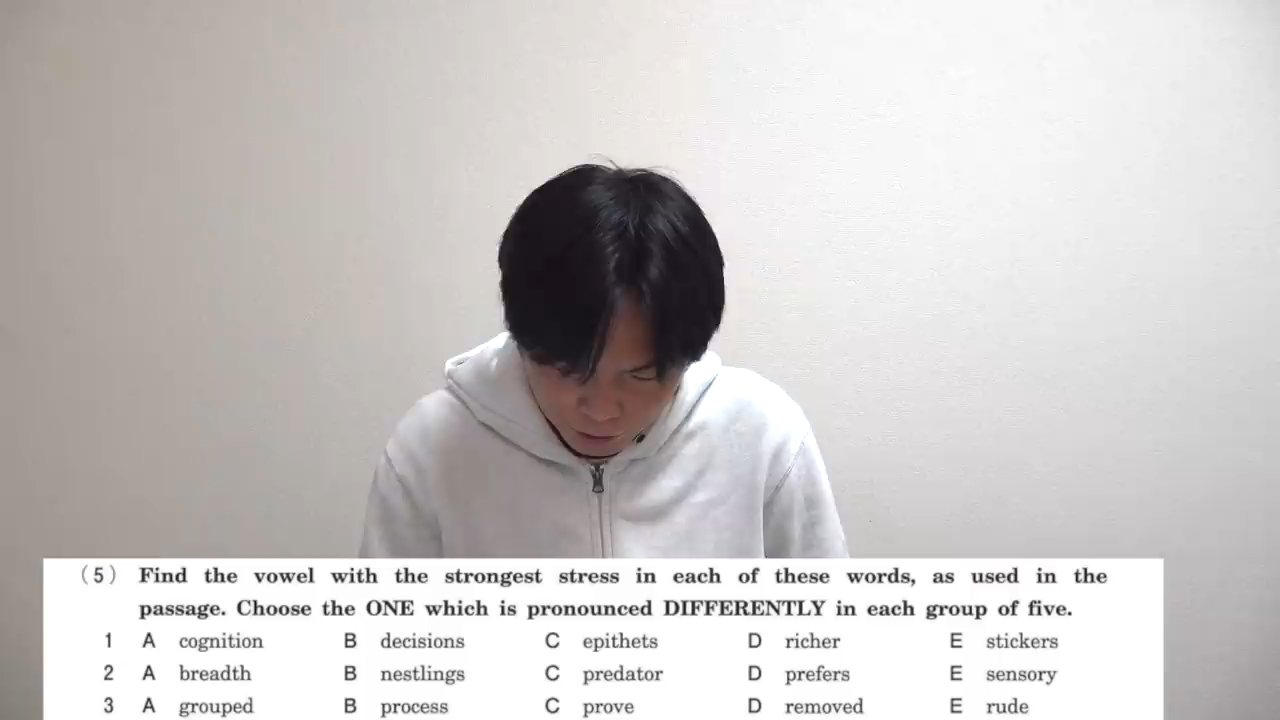 (5) Find the vowel with the strongest stress in each of these words, as used in the
passage. Choose the ONE which is pronounced DIFFERENTLY in each group of five.
1 A cognition B decisions C epithets D richer E stickers
2 A breadth B nestlings C predator D prefers E sensory
3 A grouped B process C prove D removed E rude